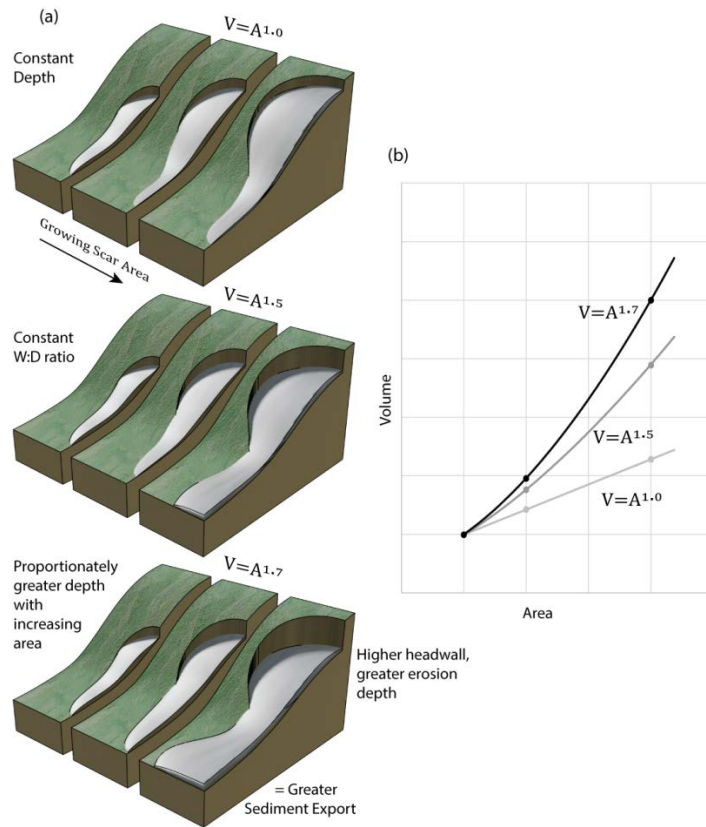 (a)
V=A1.0
Constant
Depth
Growing Scar Area
V=A1.5
Constant
W:D ratio
V=A1.7
Proportionately
greater depth
with
increasing
area
Higher headwall,
greater erosion
depth
= Greater
Sediment Export
(b)
V=A1.7
V=A1.5
V=A1.0
Volume
Area